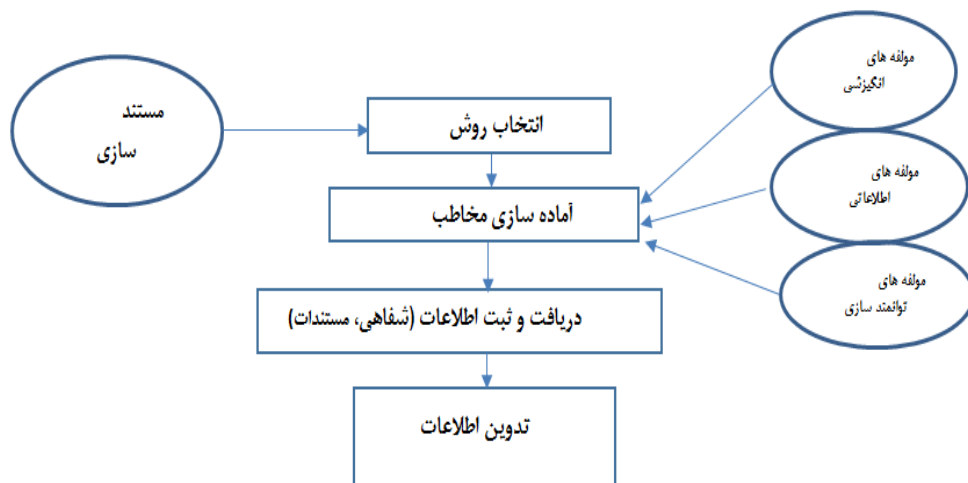 مستند
سازی
انتخاب روش
آماده سازی مخاطب
دریافت و ثبت اطلاعات (شفاهی، مستندات)
تدوین اطلاعات
مولفه های
انگیزشی
مولفه های
اطلاعاتی
مولفه های
توانمند سازی